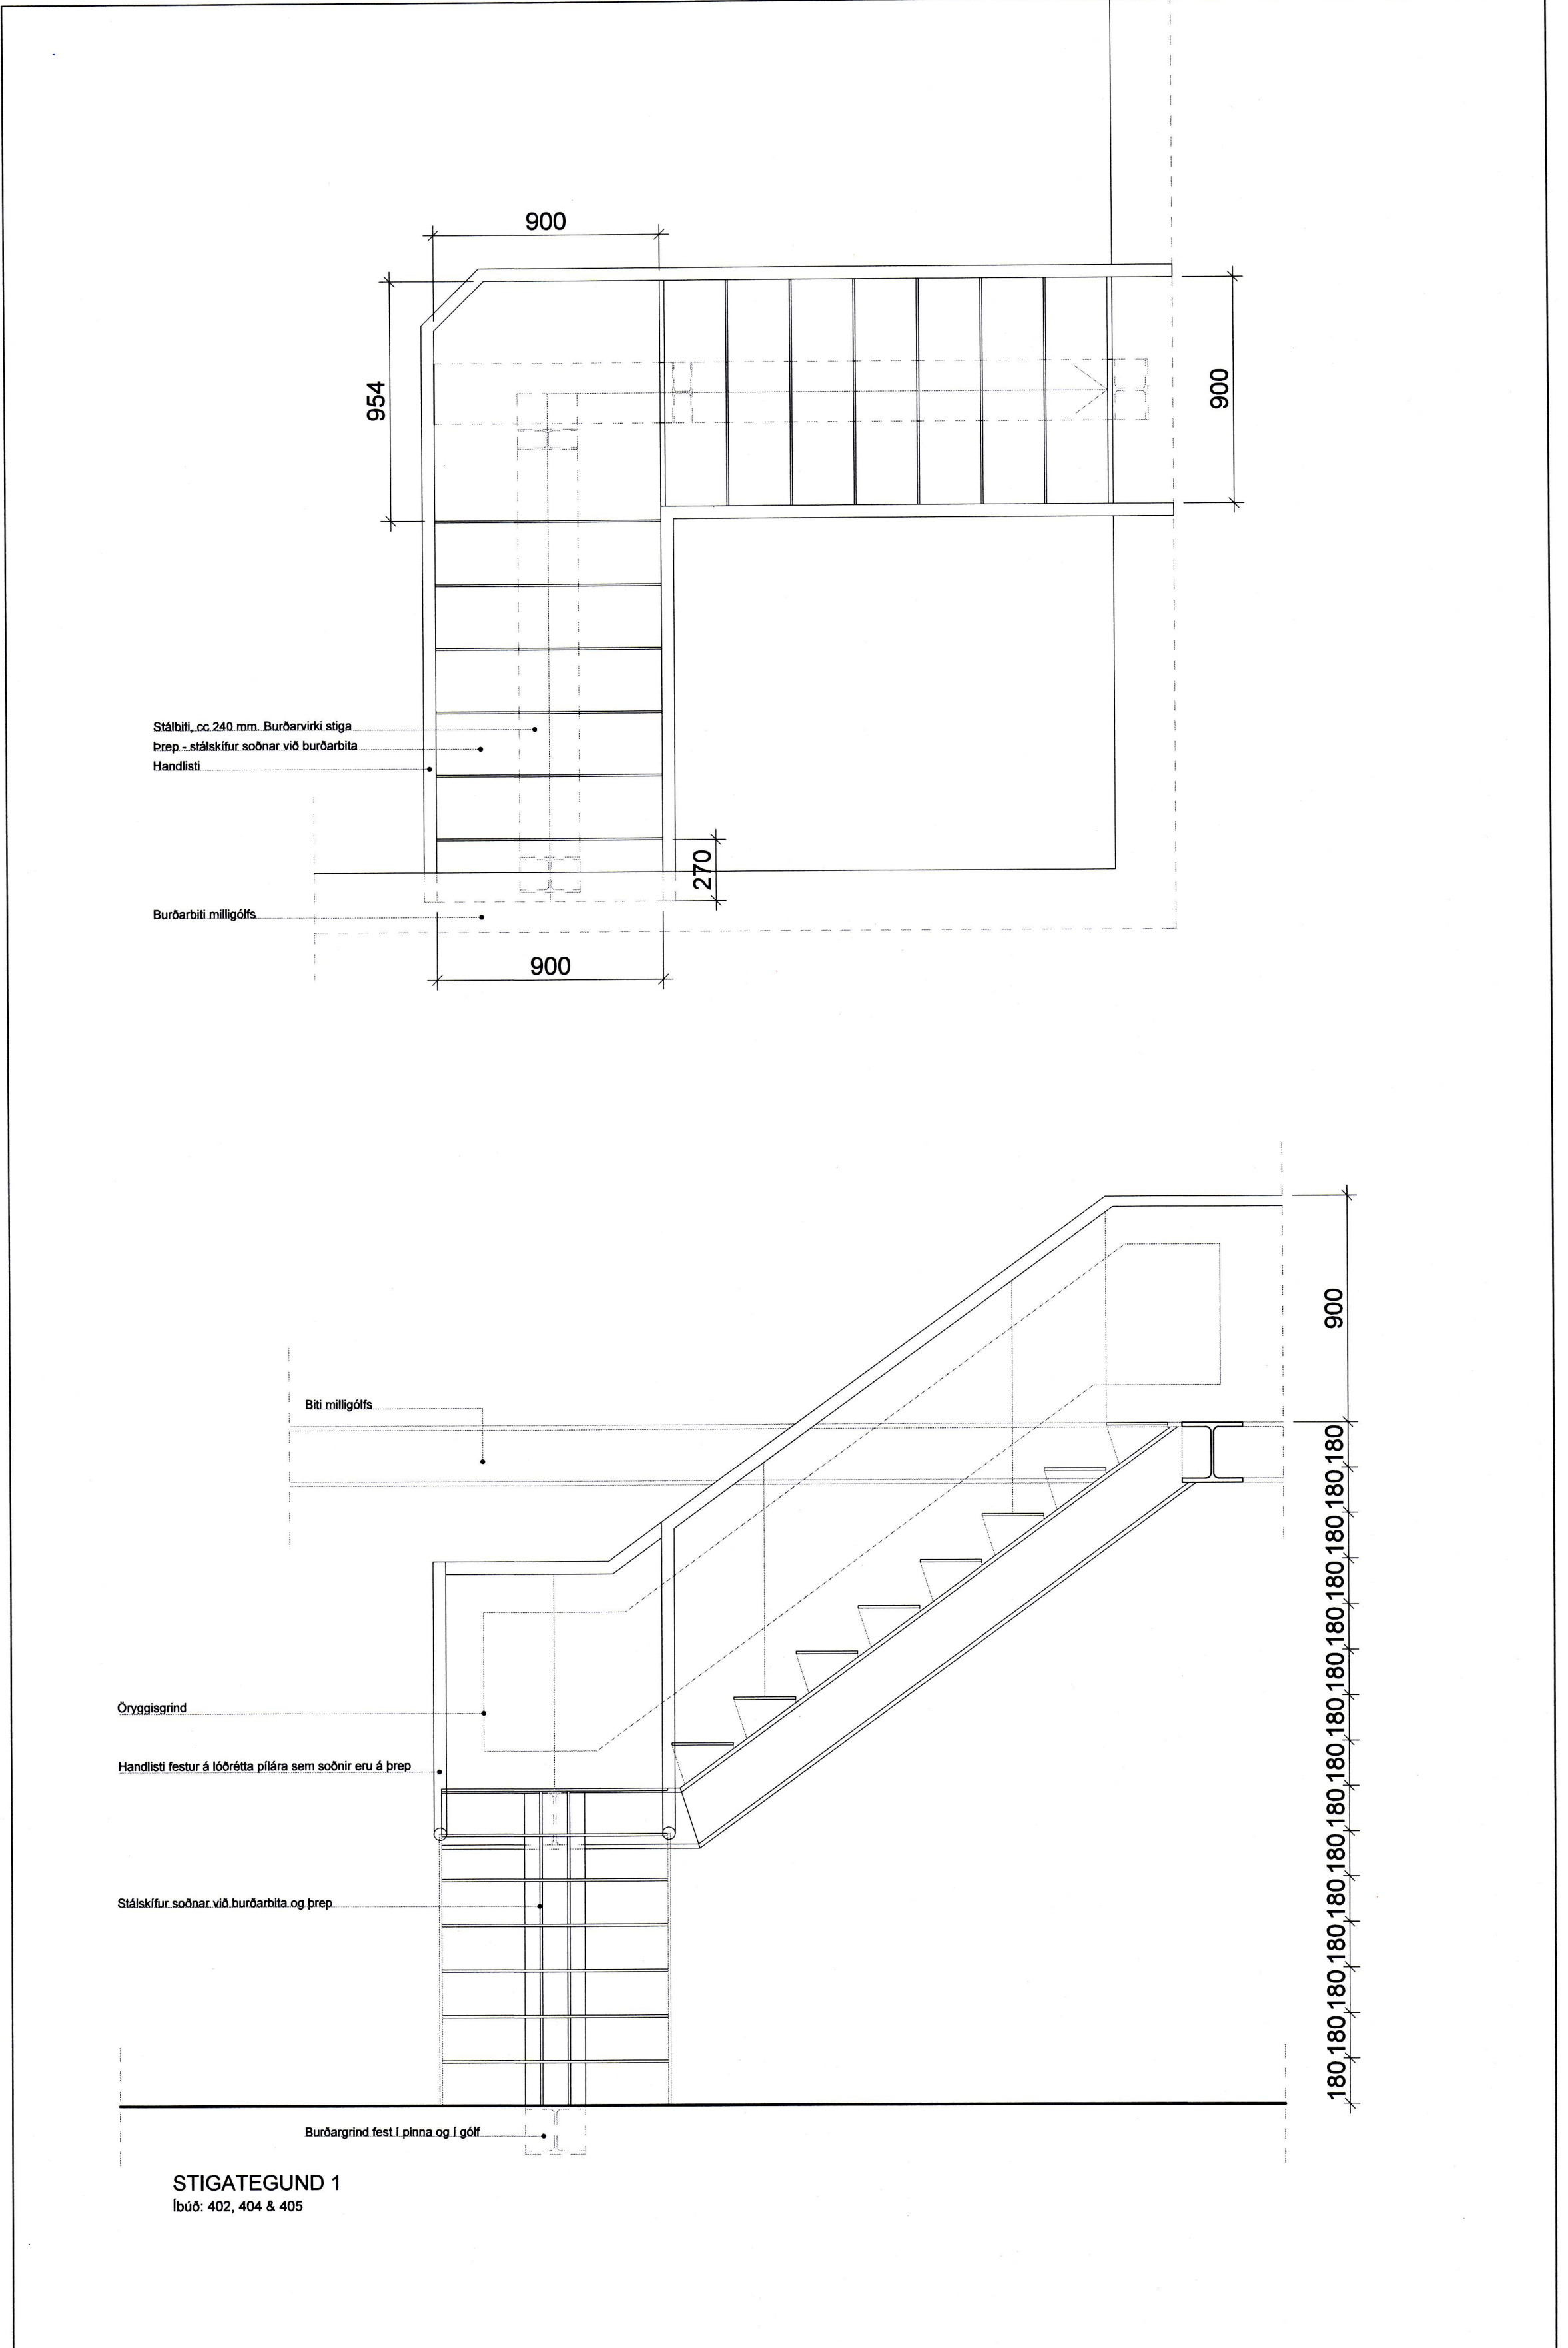 900
954
900
Stálbiti, cc 240 mm. Burðarvirki stiga
Þrep - stálskífur soðnar við burðarbita
Handlisti
270
Burðarbiti milligólfs
900
900
Biti milligólfs
Öryggisgrind
Handlisti festur á lóðrétta pílára sem soðnir eru á þrep
Stálskífur soðnar við burðarbita og þrep
180 180 180 180 180 180 180 180 180 180 180 180 180 180 180
Burðargrind fest í pinna og í gólf
STIGATEGUND 1
Íbúð: 402, 404 & 405